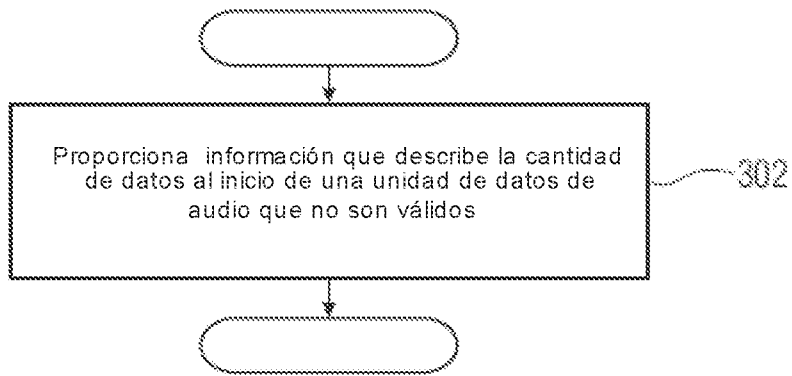 Proporciona información que describe la cantidad
de datos al inicio de una unidad de datos de
audio que no son válidos
302